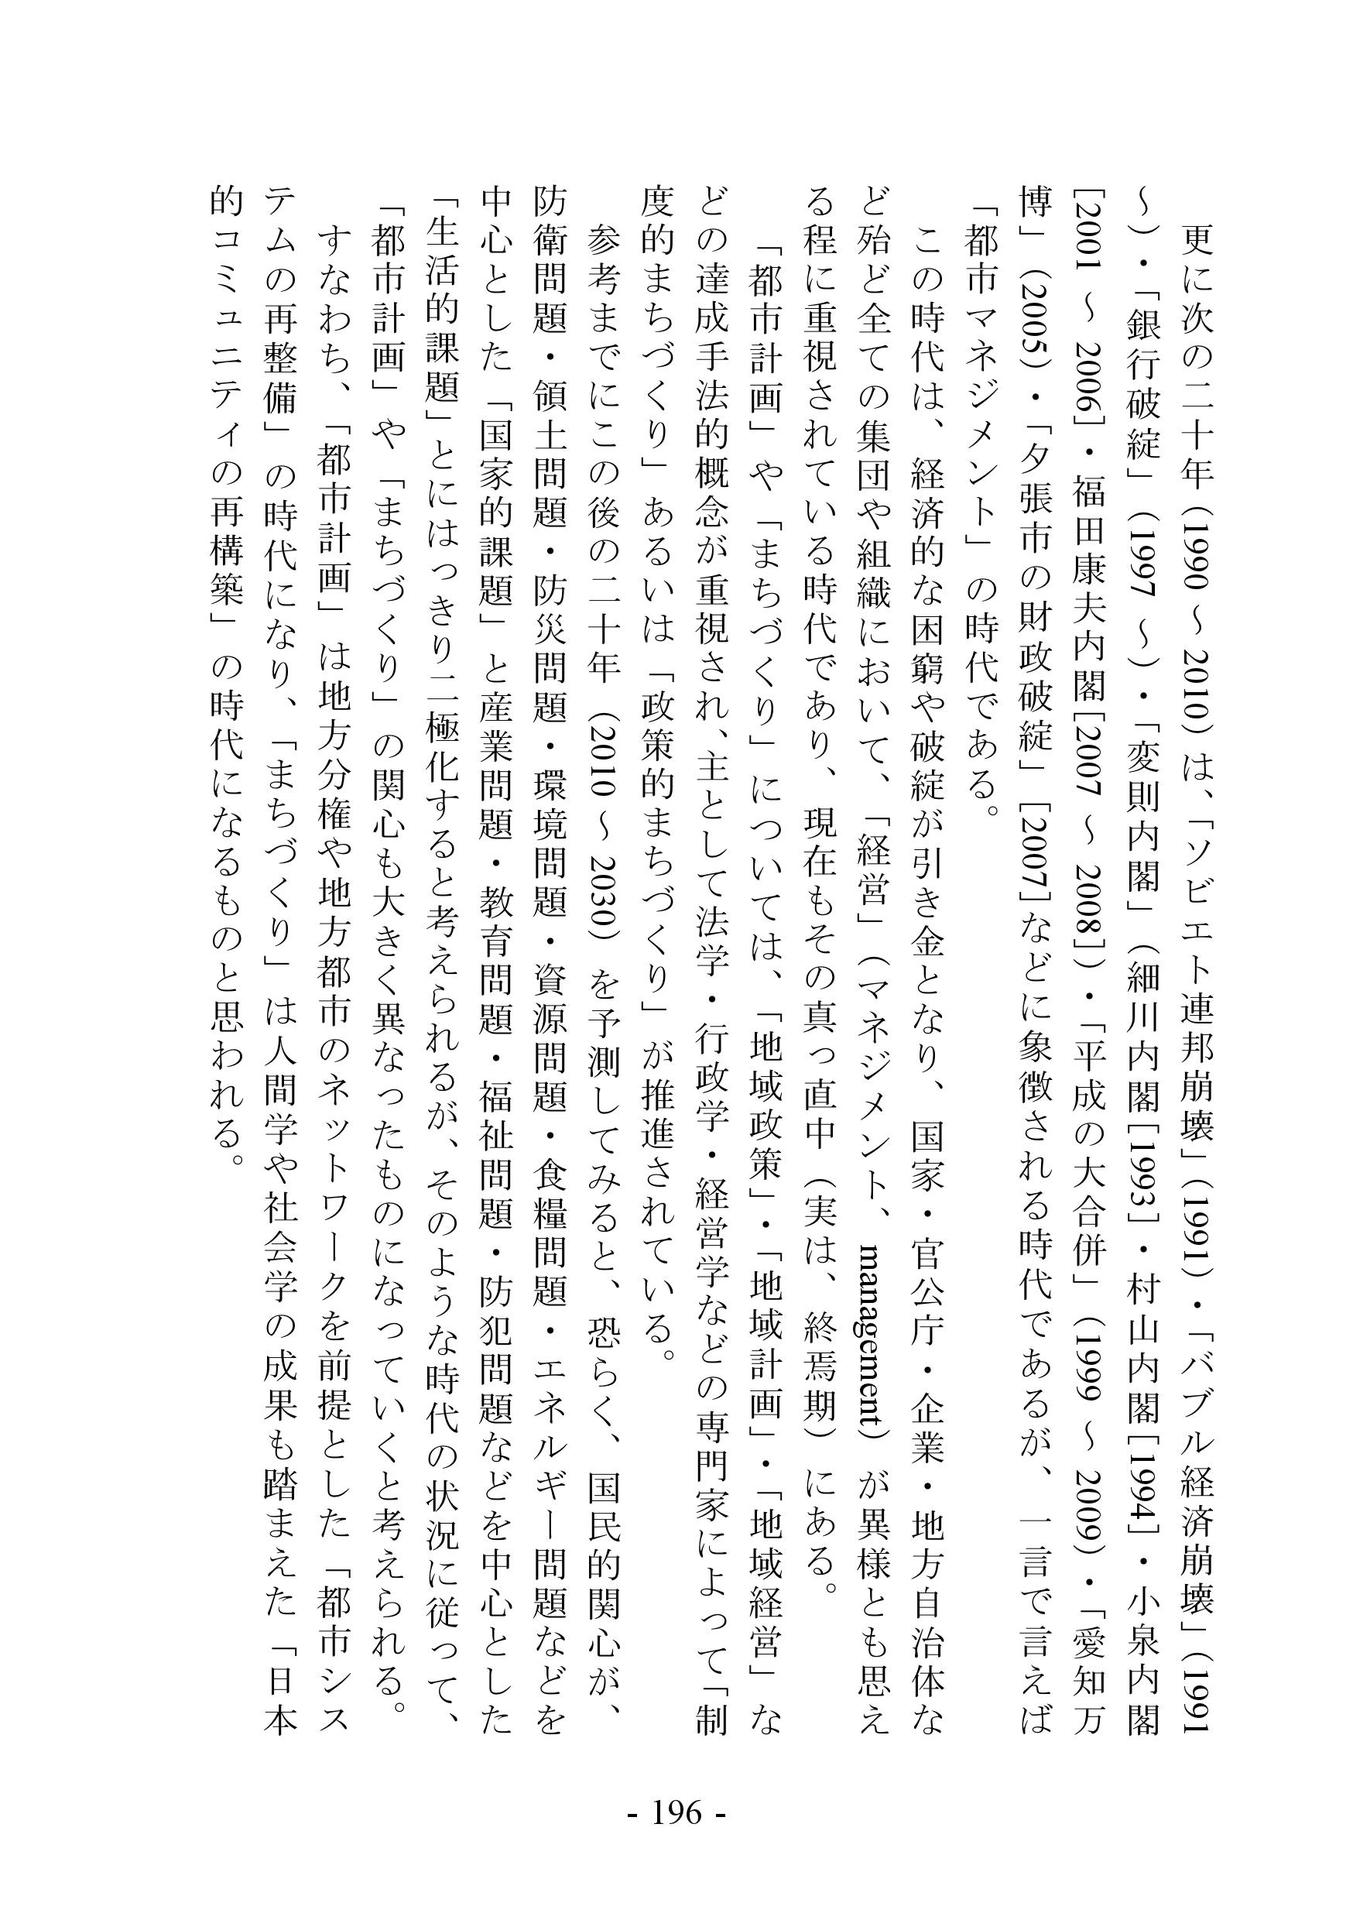 更に次の二十年（1990 ～ 2010）は、「ソビエト連邦崩壊」（1991）・「バブル経済崩壊」（1991
～）・「銀行破綻」（1997 ～）・「変則内閣」（細川内閣[1993]・村山内閣[1994]・小泉内閣
[2001 ～ 2006]・福田康夫内閣[2007 ～ 2008]）・「平成の大合併」（1999 ～ 2009）・「愛知万
博」（2005）・「夕張市の財政破綻」[2007]などに象徴される時代であるが、一言で言えば
「都市マネジメント」の時代である。
この時代は、経済的な困窮や破綻が引き金となり、国家・官公庁・企業・地方自治体な
ど殆ど全ての集団や組織において、「経営」（マネジメント、management）が異様とも思え
る程に重視されている時代であり、現在もその真っ直中（実は、終焉期）にある。
「都市計画」や「まちづくり」については、「地域政策」・「地域計画」・「地域経営」な
どの達成手法的概念が重視され、主として法学・行政学・経営学などの専門家によって「制
度的まちづくり」あるいは「政策的まちづくり」が推進されている。
参考までにこの後の二十年（2010 ～ 2030）を予測してみると、恐らく、国民的関心が、
防衛問題・領土問題・防災問題・環境問題・資源問題・食糧問題・エネルギー問題などを
中心とした「国家的課題」と産業問題・教育問題・福祉問題・防犯問題などを中心とした
「生活的課題」とにはっきり二極化すると考えられるが、そのような時代の状況に従って、
「都市計画」や「まちづくり」の関心も大きく異なったものになっていくと考えられる。
すなわち、「都市計画」は地方分権や地方都市のネットワークを前提とした「都市シス
テムの再整備」の時代になり、「まちづくり」は人間学や社会学の成果も踏まえた「日本
的コミュニティの再構築」の時代になるものと思われる。
- 196 -